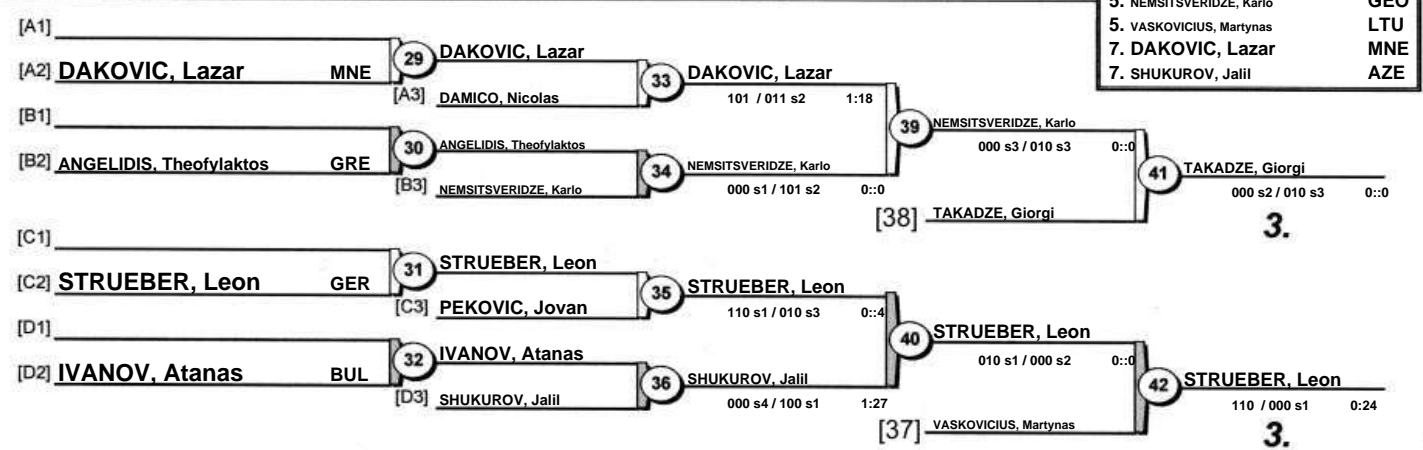 5. NEMSITSVERIDZE, Karlo GEO
5. VASKOVICIUS, Martynas LTU
7. DAKOVIC, Lazar MNE
7. SHUKUROV, Jalil AZE
[A1]
[A2] DAKOVIC, Lazar MNE
29
DAKOVIC, Lazar
[A3] DAMICO, Nicolas
33
DAKOVIC, Lazar
101 / 011 s2 1:18
[B1]
[B2] ANGELIDIS, Theofylaktos GRE
30
ANGELIDIS, Theofylaktos
[B3] NEMSITSVERIDZE, Karlo
34
NEMSITSVERIDZE, Karlo
000 s1 / 101 s2 0::0
39
NEMSITSVERIDZE, Karlo
000 s3 / 010 s3 0::0
[38] TAKADZE, Giorgi
41
TAKADZE, Giorgi
000 s2 / 010 s3 0::0
3.
[C1]
[C2] STRUEBER, Leon GER
31
STRUEBER, Leon
[C3] PEKOVIC, Jovan
35
STRUEBER, Leon
110 s1 / 010 s3 0::4
[D1]
[D2] IVANOV, Atanas BUL
32
IVANOV, Atanas
[D3] SHUKUROV, Jalil
36
SHUKUROV, Jalil
000 s4 / 100 s1 1:27
40
STRUEBER, Leon
010 s1 / 000 s2 0::0
[37] VASKOVICIUS, Martynas
42
STRUEBER, Leon
110 / 000 s1 0:24
3.